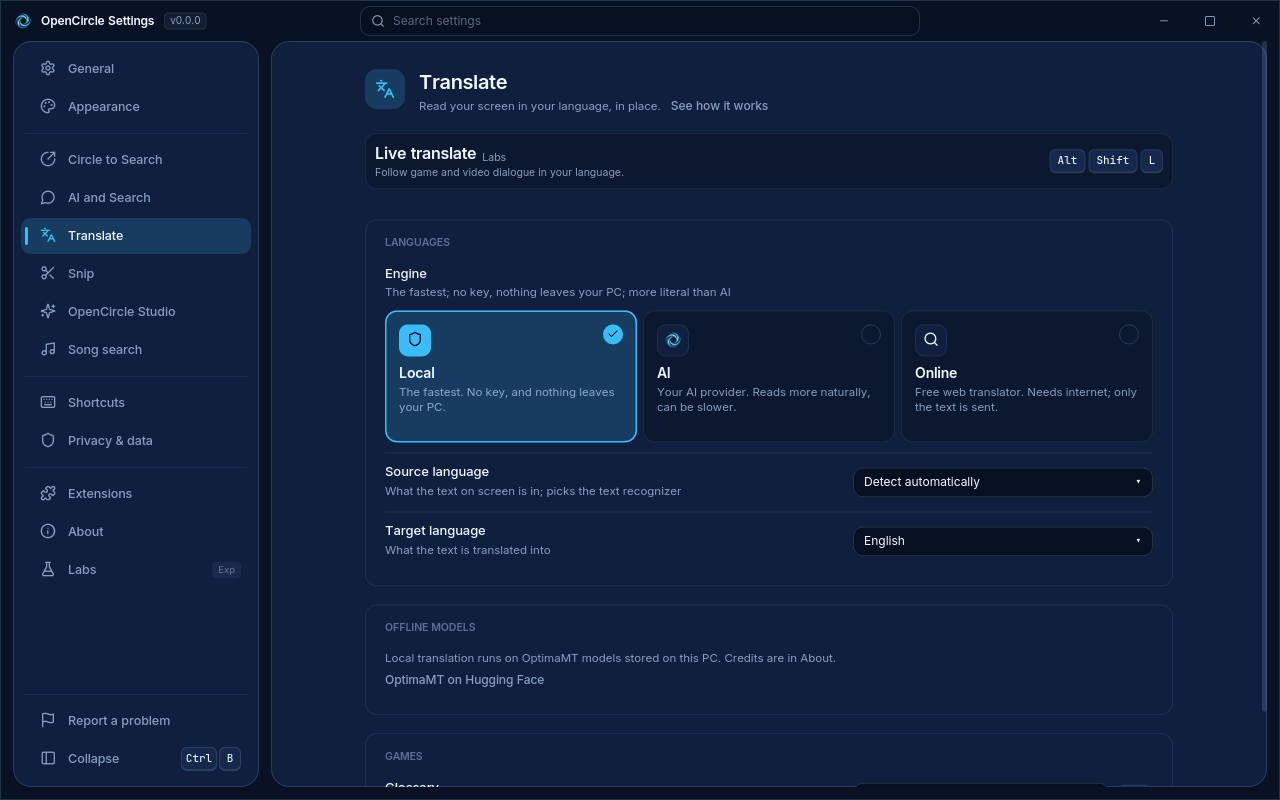 OpenCircle Settings v0.0.0
Search settings
General
Appearance
Circle to Search
AI and Search
Translate
Snip
OpenCircle Studio
Song search
Shortcuts
Privacy & data
Extensions
About
Labs Exp
Report a problem
Collapse Ctrl B
Translate
Read your screen in your language, in place. See how it works
Live translate Labs
Follow game and video dialogue in your language.
Alt Shift L
LANGUAGES
Engine
The fastest; no key, nothing leaves your PC; more literal than AI
Local
The fastest. No key, and nothing leaves
your PC.
AI
Your AI provider. Reads more naturally,
can be slower.
Online
Free web translator. Needs internet; only
the text is sent.
Source language
What the text on screen is in; picks the text recognizer
Detect automatically
Target language
What the text is translated into
English
OFFLINE MODELS
Local translation runs on OptimaMT models stored on this PC. Credits are in About.
OptimaMT on Hugging Face
GAMES
Glossary